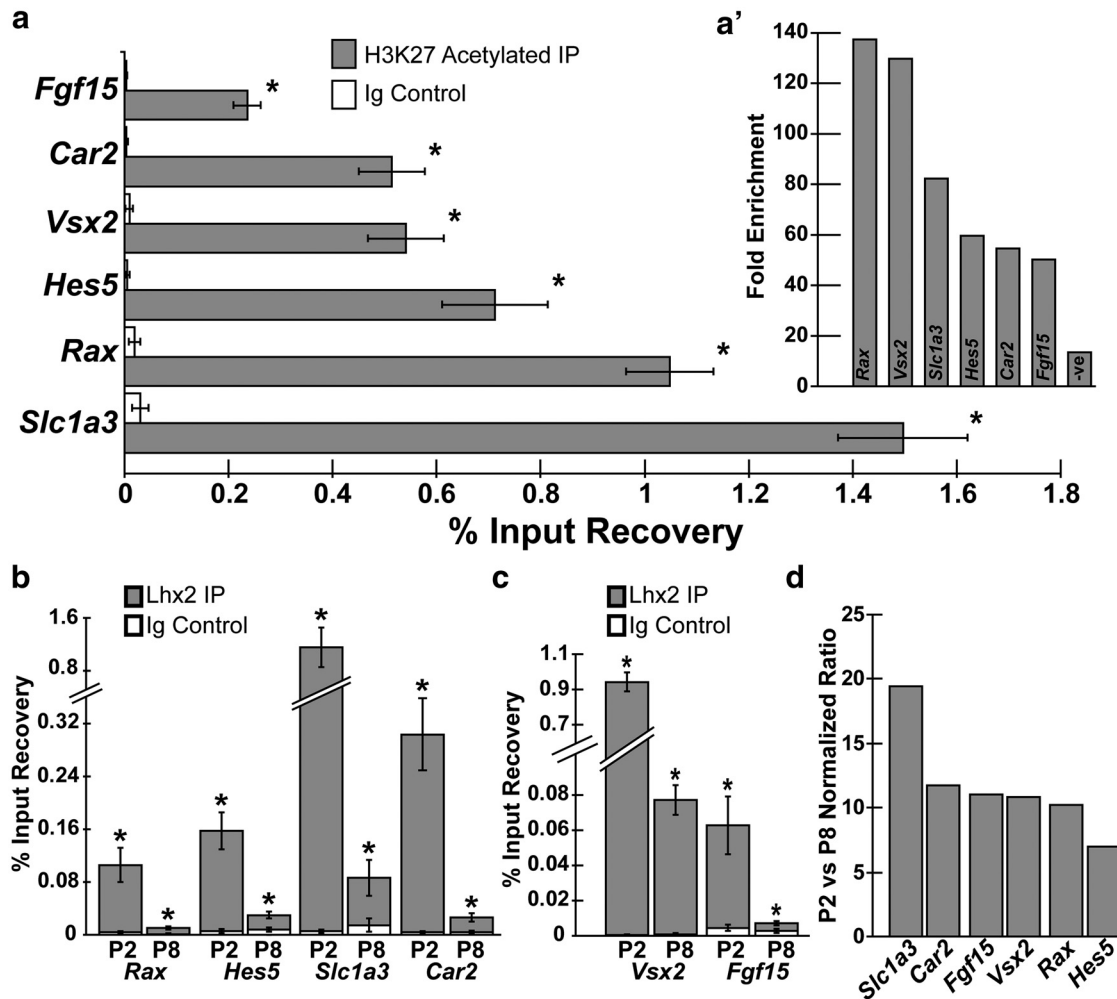 a
H3K27 Acetylated IP
Ig Control
Fgf15
*
Car2
*
Vsx2
*
Hes5
*
Rax
*
Slc1a3
*
0 0.2 0.4 0.6 0.8 1 1.2 1.4 1.6 1.8
% Input Recovery
a'
Fold Enrichment
140
120
100
80
60
40
20
0
Rax
Vsx2
Slc1a3
Hes5
Car2
Fgf15
-ve
b
Lhx2 IP
Ig Control
% Input Recovery
1.6
0.8
0.32
0.24
0.16
0.08
0
* * * * * * * *
P2 P8 P2 P8 P2 P8 P2 P8
Rax Hes5 Slc1a3 Car2
c
Lhx2 IP
Ig Control
% Input Recovery
1.1
0.9
0.7
0.08
0.06
0.04
0.02
0
* * * *
P2 P8 P2 P8
Vsx2 Fgf15
d
P2 vs P8 Normalized Ratio
25
20
15
10
5
0
Slc1a3
Car2
Fgf15
Vsx2
Rax
Hes5